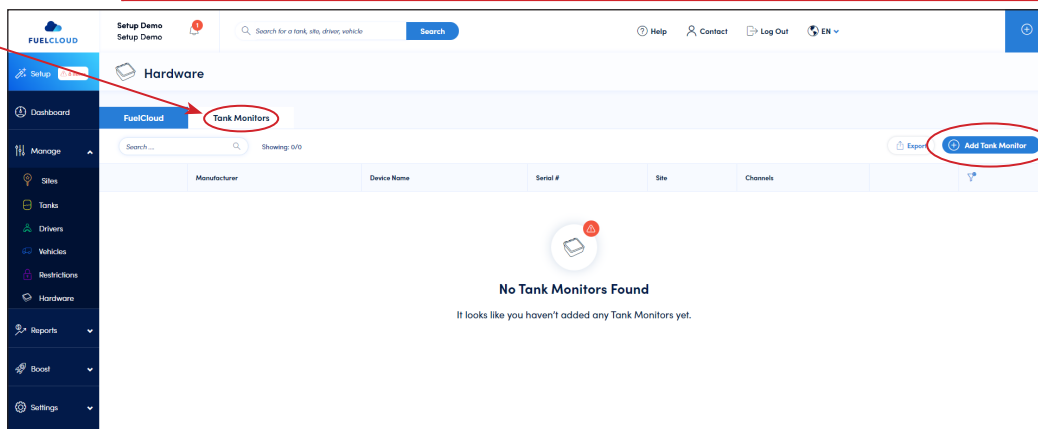 FUELCLOUD
Setup Demo
Setup Demo
1
Search for a tank, site, driver, vehicle
Search
Help
Contact
Log Out
EN
Setup
Hardware
Dashboard
FuelCloud
Tank Monitors
Manage
Search ...
Showing: 0/0
Export
Add Tank Monitor
Manufacturer
Device Name
Serial #
Site
Channels
Sites
Tanks
Drivers
Vehicles
Restrictions
Hardware
No Tank Monitors Found
It looks like you haven't added any Tank Monitors yet.
Reports
Boost
Settings